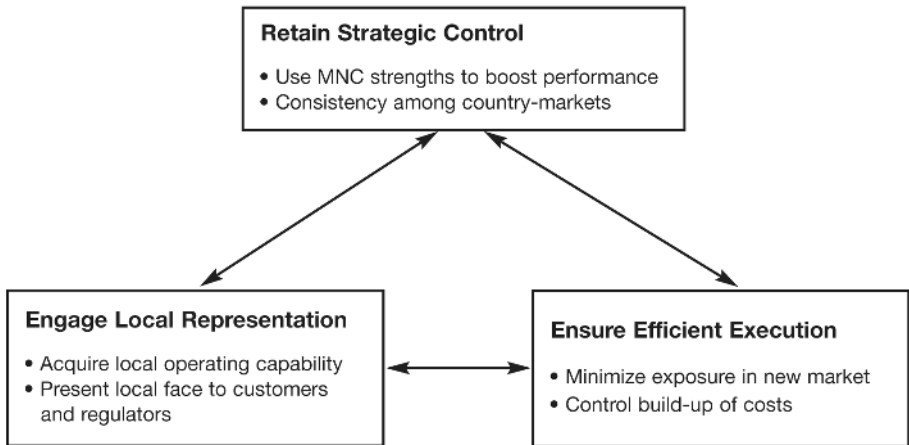 Retain Strategic Control
• Use MNC strengths to boost performance
• Consistency among country-markets
Engage Local Representation
• Acquire local operating capability
• Present local face to customers
and regulators
Ensure Efficient Execution
• Minimize exposure in new market
• Control build-up of costs